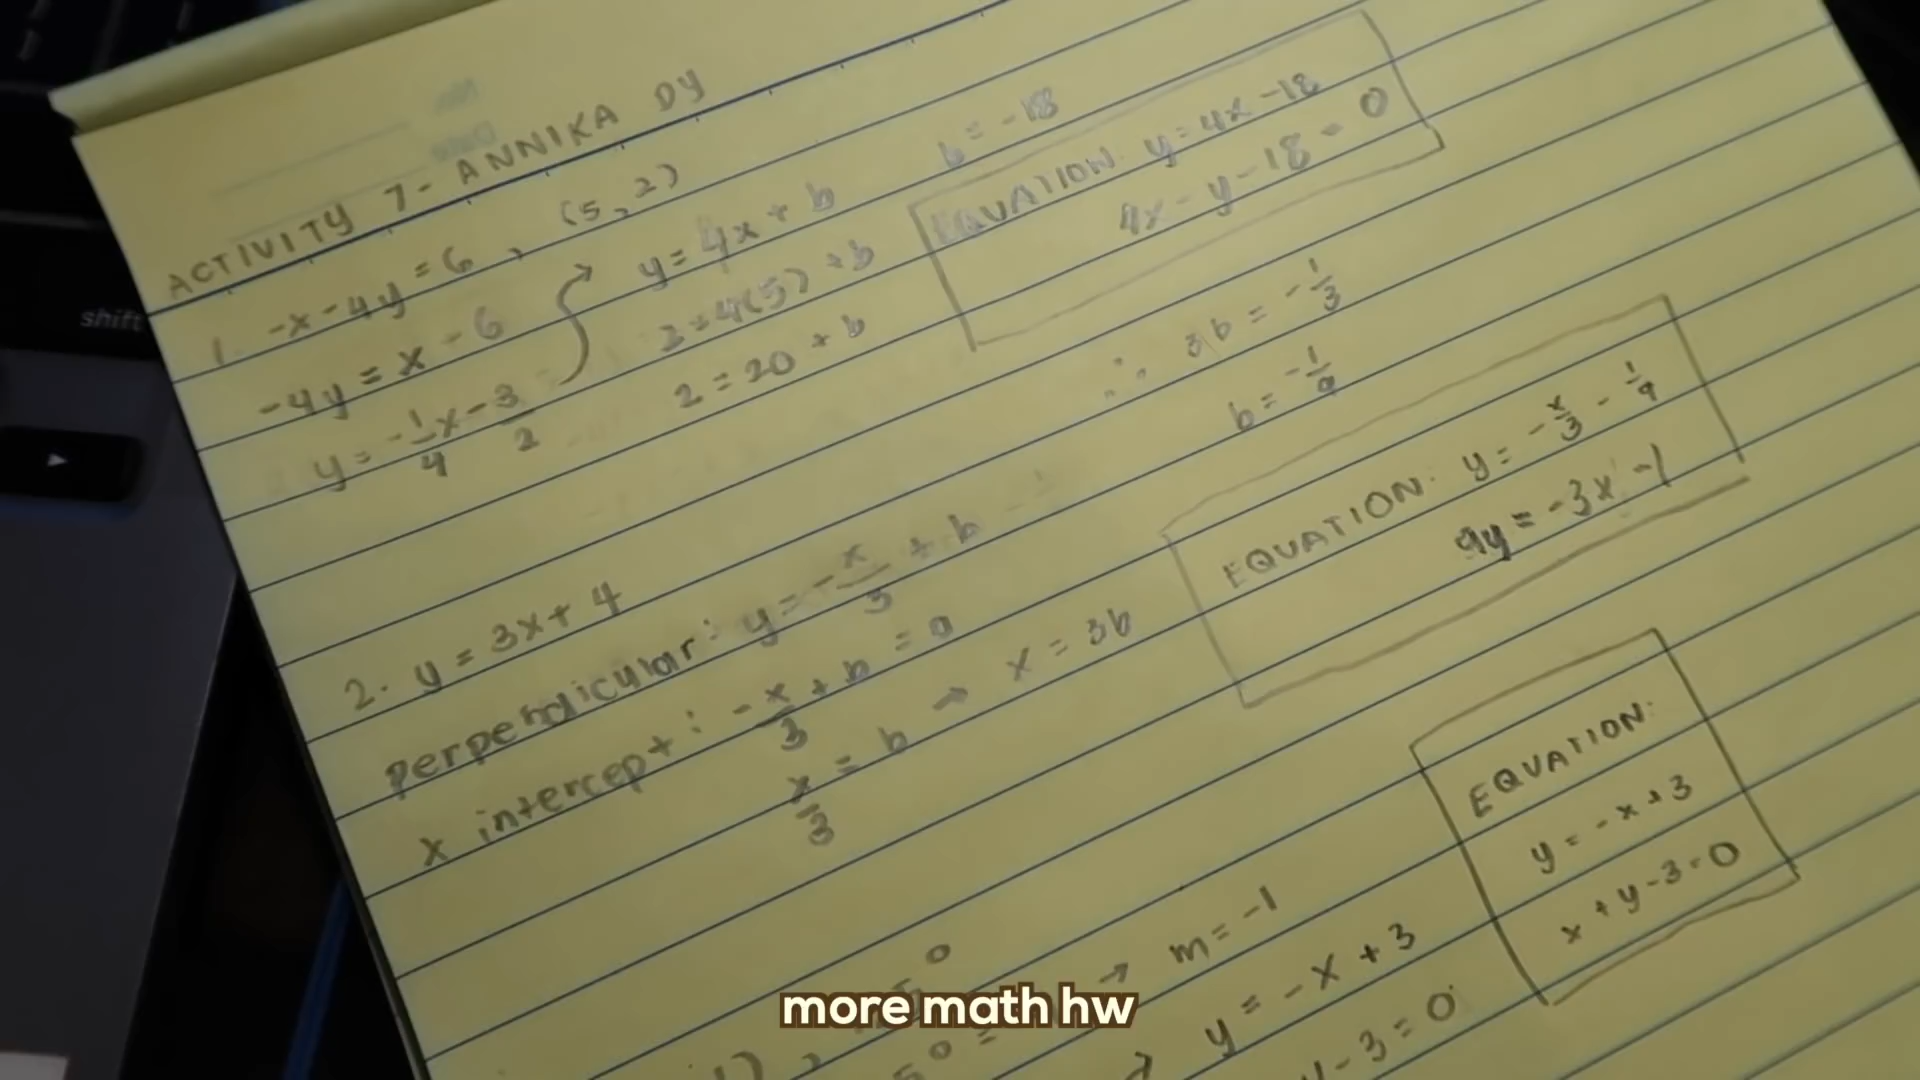 ACTIVITY 7 - ANNIKA DY
1. -x - 4y = 6, (5, 2)
-4y = x - 6
y = -1/4 x - 3/2
y = 4x + b
2 = 4(5) + b
2 = 20 + b
b = -18
EQUATION: y = 4x - 18
4x - y - 18 = 0
2. y = 3x + 4
perpendicular: y = -x/3 + b
x intercept: -x/3 + b = 0
x/3 = b → x = 3b
∴ 3b = -1/3
b = -1/9
EQUATION: y = -x/3 - 1/9
9y = -3x - 1
→ m = -1
y = -x + 3
y - 3 = 0
EQUATION:
y = -x + 3
x + y - 3 = 0
shift
more math hw